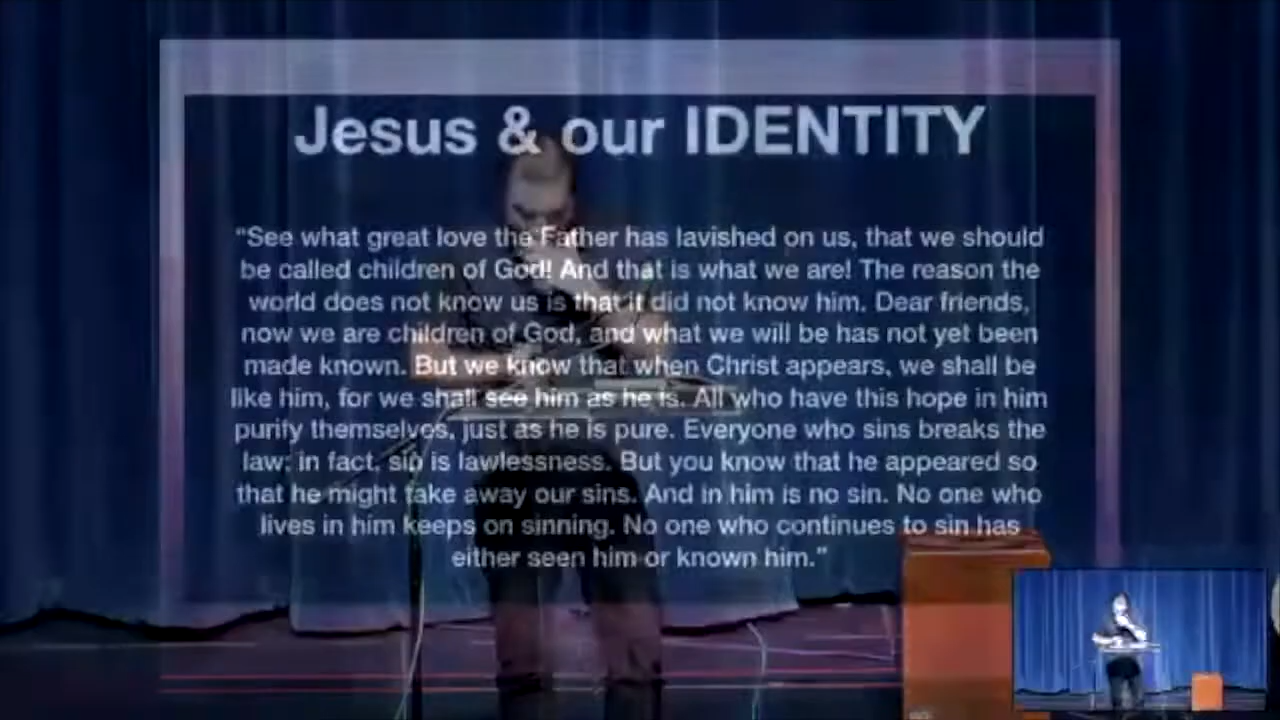 Jesus & our IDENTITY
"See what great love the Father has lavished on us, that we should
be called children of God! And that is what we are! The reason the
world does not know us is that it did not know him. Dear friends,
now we are children of God, and what we will be has not yet been
made known. But we know that when Christ appears, we shall be
like him, for we shall see him as he is. All who have this hope in him
purify themselves, just as he is pure. Everyone who sins breaks the
law; in fact, sin is lawlessness. But you know that he appeared so
that he might take away our sins. And in him is no sin. No one who
lives in him keeps on sinning. No one who continues to sin has
either seen him or known him."